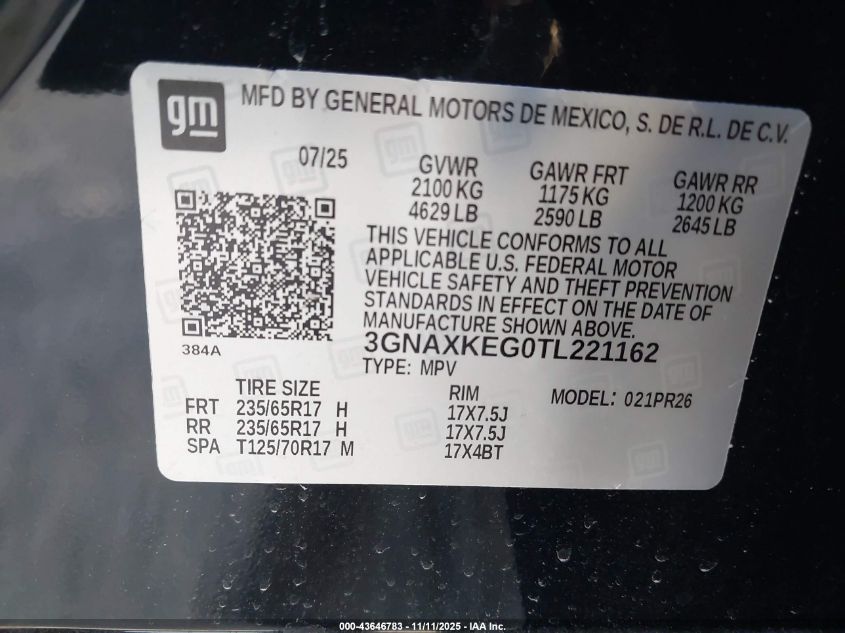 gm
MFD BY GENERAL MOTORS DE MEXICO, S. DE R.L. DE C.V.
07/25
GVWR
2100 KG
4629 LB
GAWR FRT
1175 KG
2590 LB
GAWR RR
1200 KG
2645 LB
THIS VEHICLE CONFORMS TO ALL
APPLICABLE U.S. FEDERAL MOTOR
VEHICLE SAFETY AND THEFT PREVENTION
STANDARDS IN EFFECT ON THE DATE OF
MANUFACTURE SHOWN ABOVE.
3GNAXKEG0TL221162
384A
TYPE: MPV
TIRE SIZE RIM MODEL: 021PR26
FRT 235/65R17 H 17X7.5J
RR 235/65R17 H 17X7.5J
SPA T125/70R17 M 17X4BT
000-43646783 - 11/11/2025 - IAA Inc.